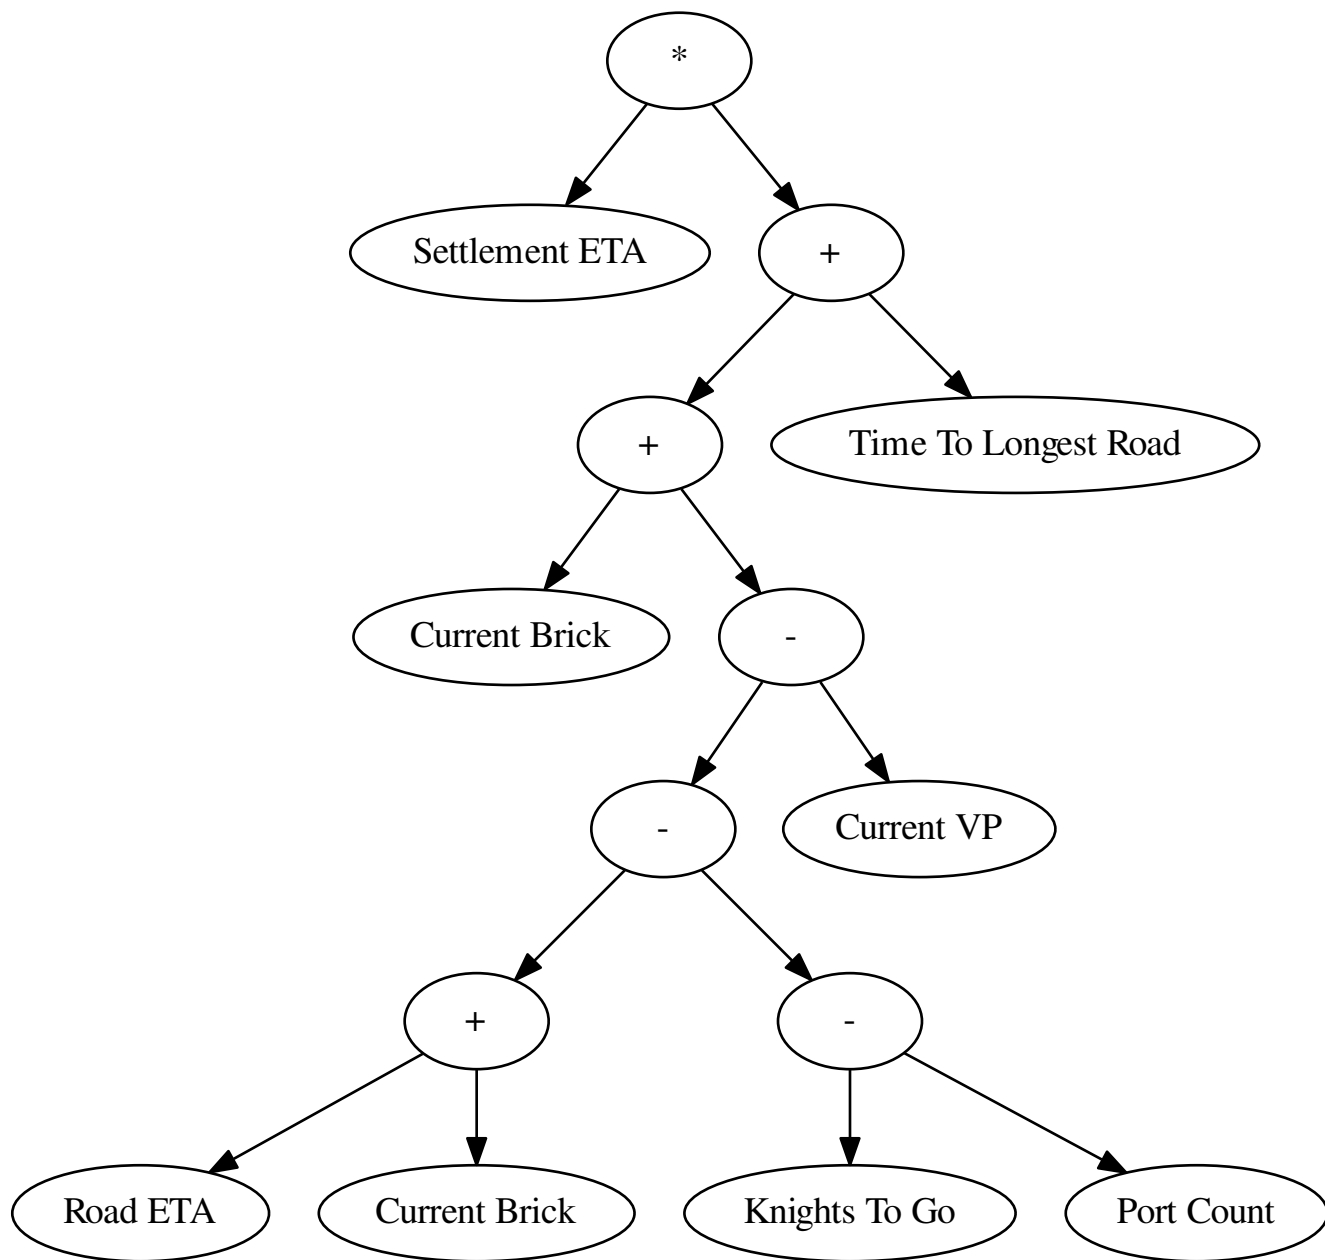 *
Settlement ETA
+
+
Time To Longest Road
Current Brick
-
-
Current VP
+
-
Road ETA
Current Brick
Knights To Go
Port Count